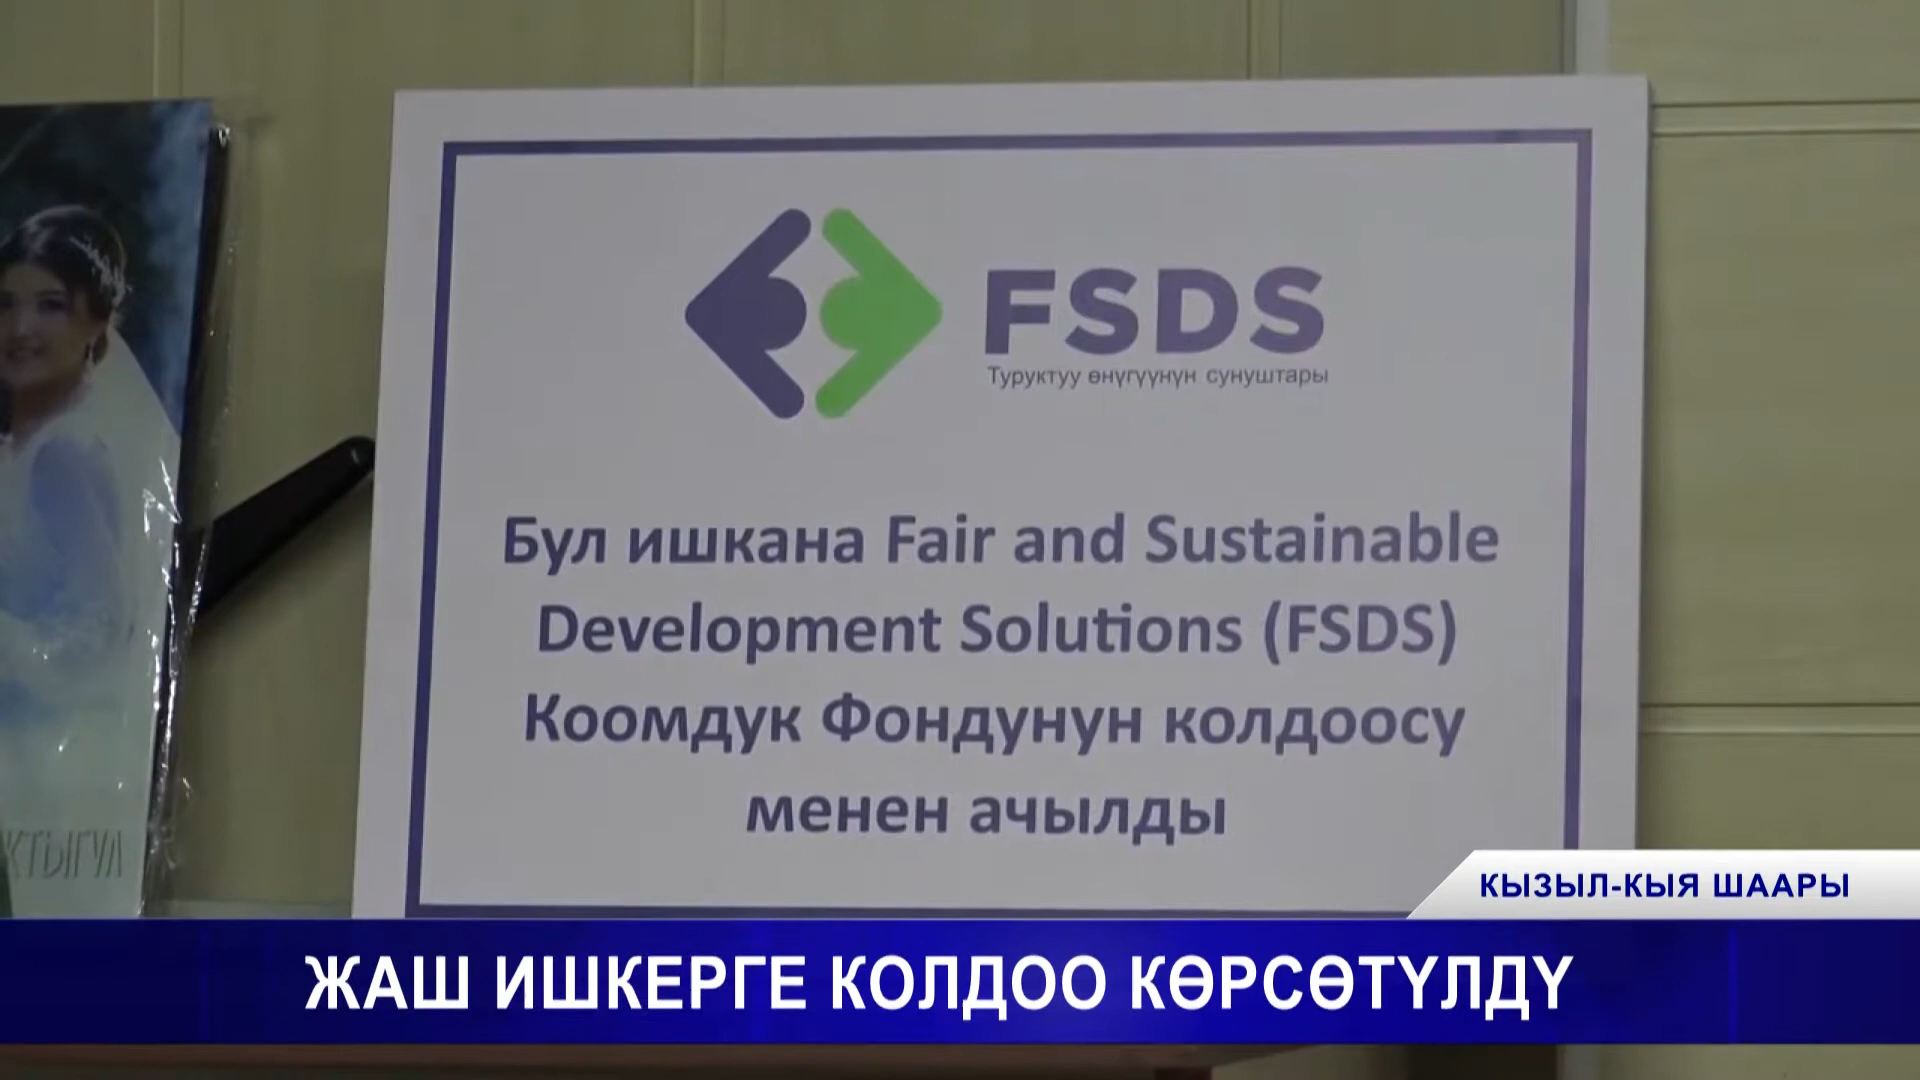 FSDS
Туруктуу өнүгүүнүн сунуштары
Бул ишкана Fair and Sustainable
Development Solutions (FSDS)
Коомдук Фондунун колдоосу
менен ачылды
КТЫГУЛ
КЫЗЫЛ-КЫЯ ШААРЫ
ЖАШ ИШКЕРГЕ КОЛДОО КӨРСӨТҮЛДҮ